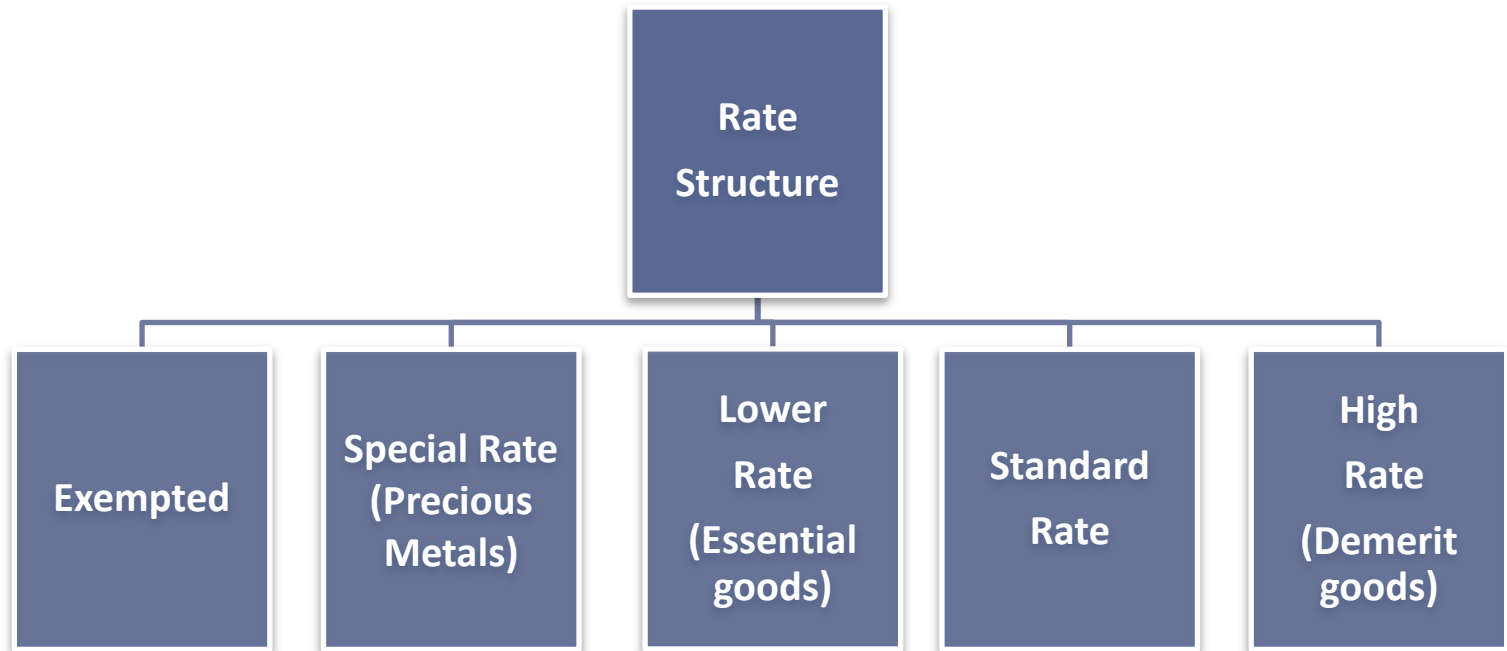 Rate
Structure
Exempted
Special Rate
(Precious
Metals)
Lower
Rate
(Essential
goods)
Standard
Rate
High
Rate
(Demerit
goods)